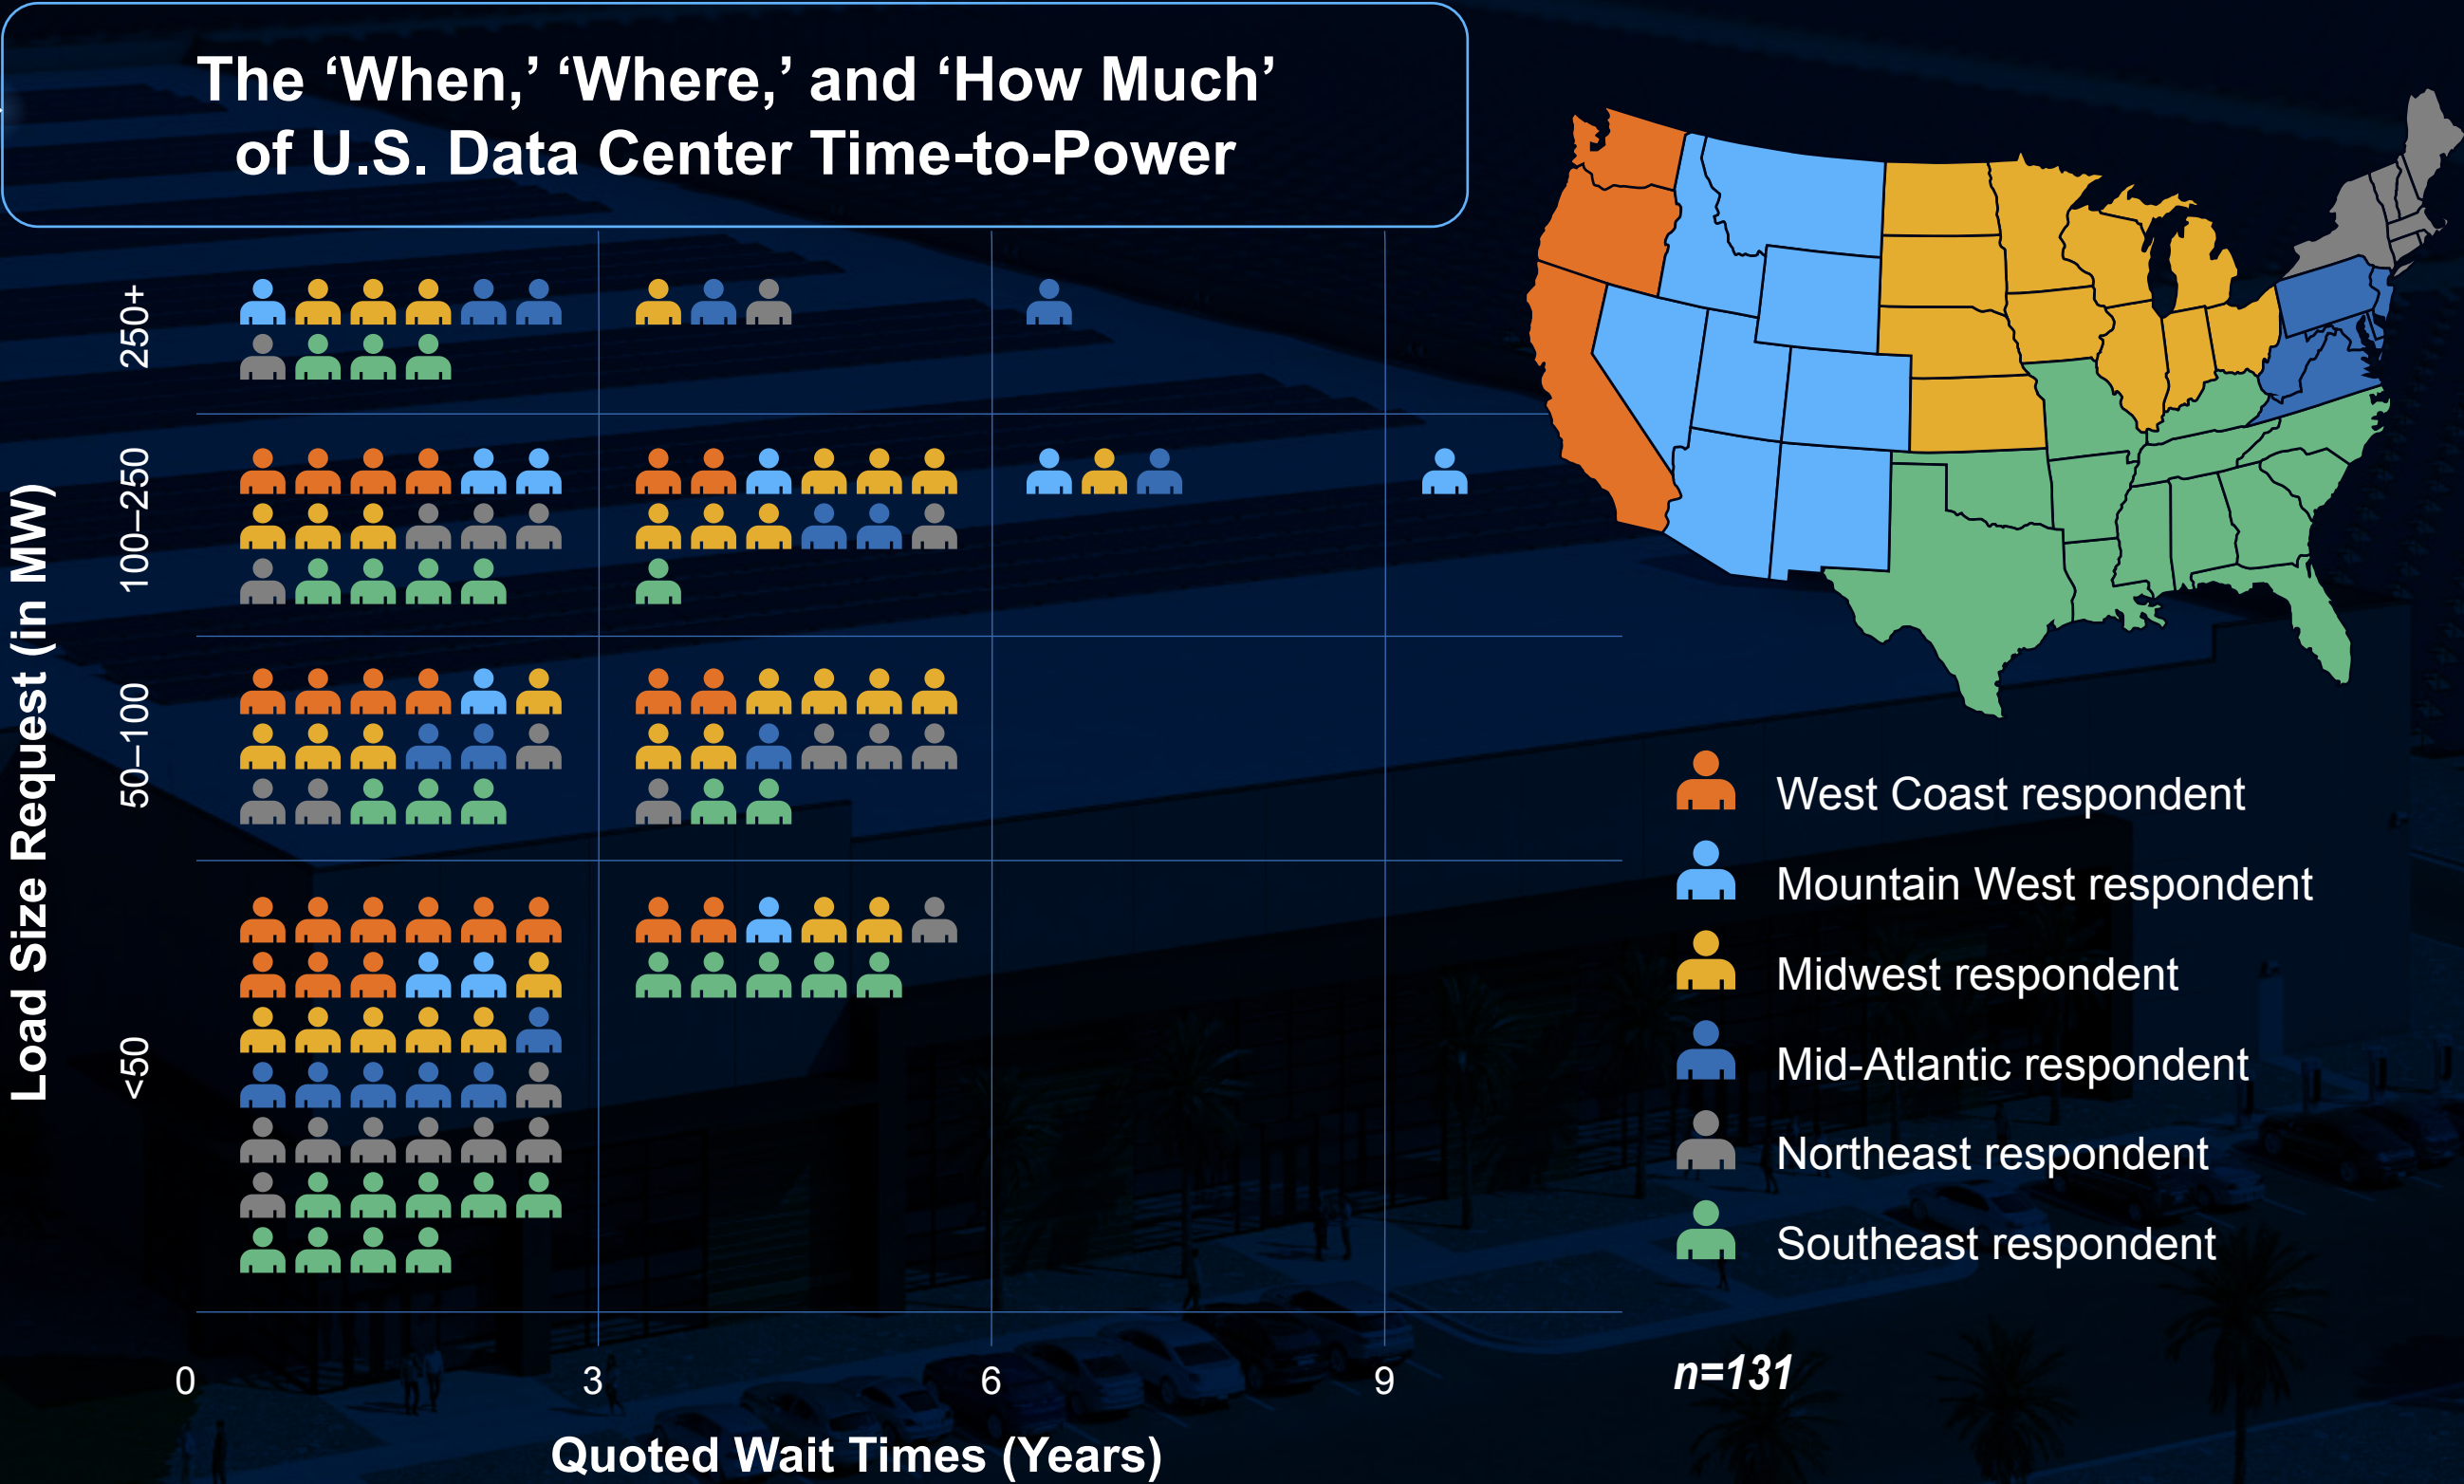 The ‘When,’ ‘Where,’ and ‘How Much’
of U.S. Data Center Time-to-Power
Load Size Request (in MW)
250+
100–250
50–100
<50
0
3
6
9
Quoted Wait Times (Years)
West Coast respondent
Mountain West respondent
Midwest respondent
Mid-Atlantic respondent
Northeast respondent
Southeast respondent
n=131